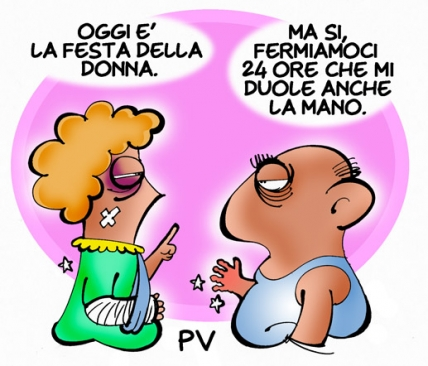 OGGI E'
LA FESTA DELLA
DONNA.
MA SI,
FERMIAMOCI
24 ORE CHE MI
DUOLE ANCHE
LA MANO.
PV